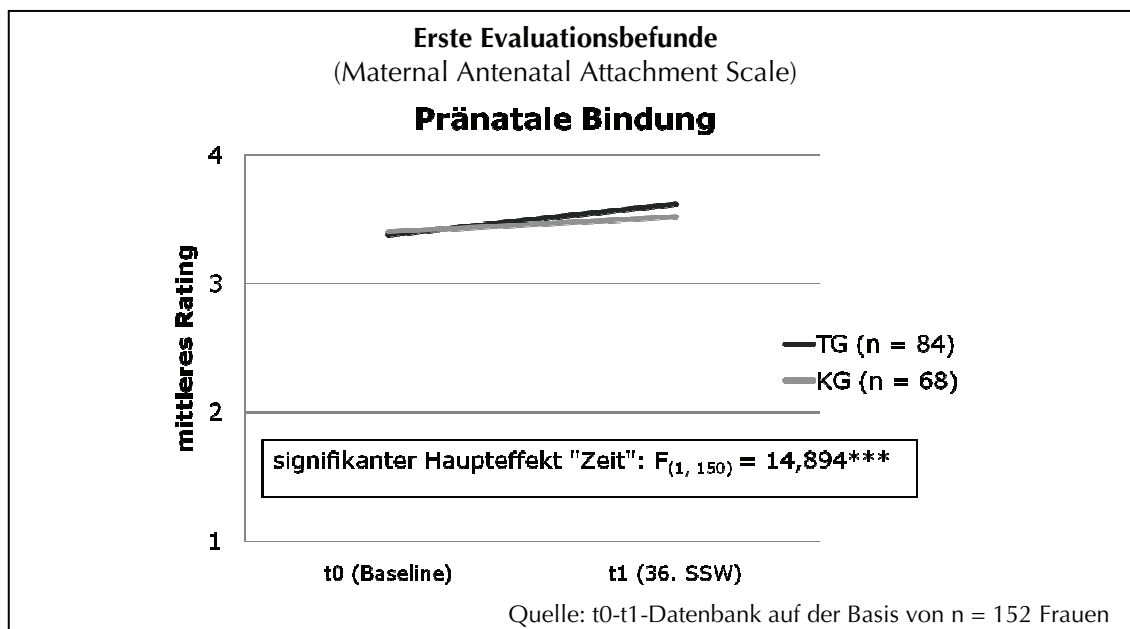 Erste Evaluationsbefunde
(Maternal Antenatal Attachment Scale)
Pränatale Bindung
4
3
2
1
mittleres Rating
TG (n = 84)
KG (n = 68)
signifikanter Haupteffekt "Zeit": F(1, 150) = 14,894***
t0 (Baseline) t1 (36. SSW)
Quelle: t0-t1-Datenbank auf der Basis von n = 152 Frauen